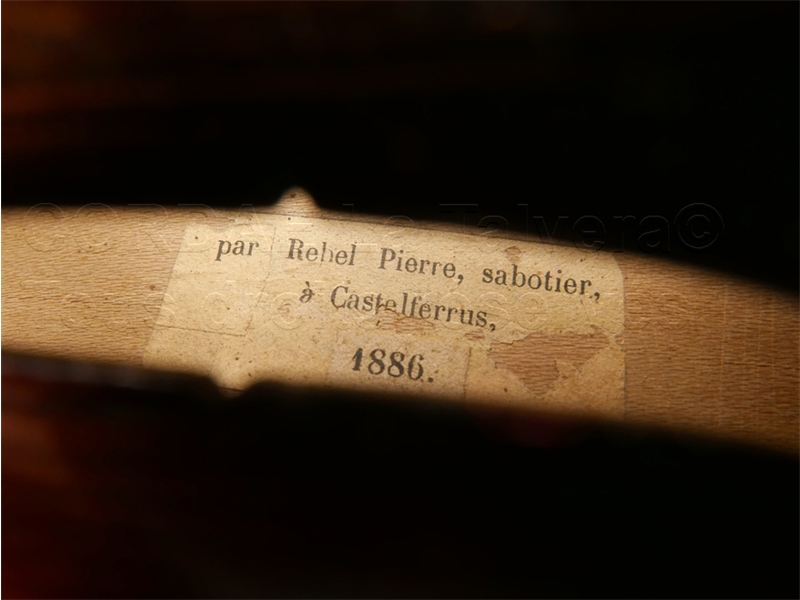 par Rebel Pierre, sabotier,
à Castelferrus,
1886.